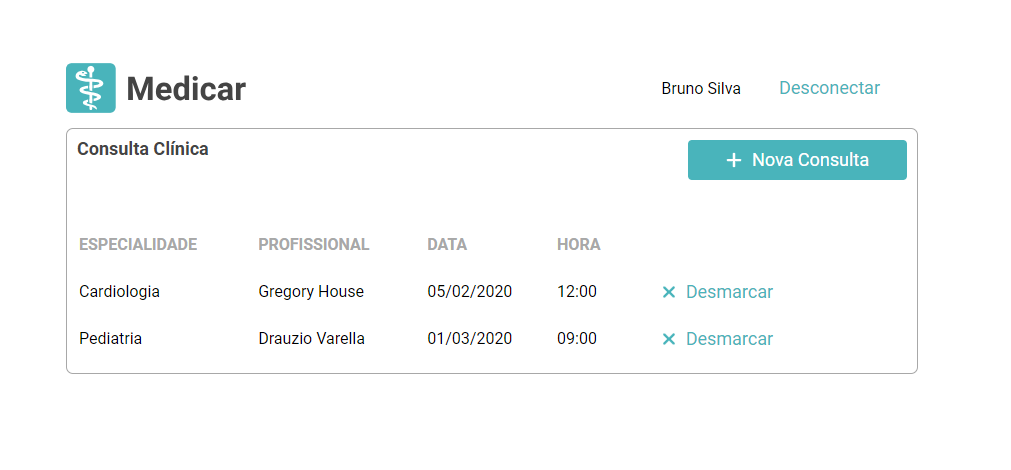 Medicar
Bruno Silva Desconectar
Consulta Clínica
+ Nova Consulta
ESPECIALIDADE PROFISSIONAL DATA HORA
Cardiologia Gregory House 05/02/2020 12:00 × Desmarcar
Pediatria Drauzio Varella 01/03/2020 09:00 × Desmarcar